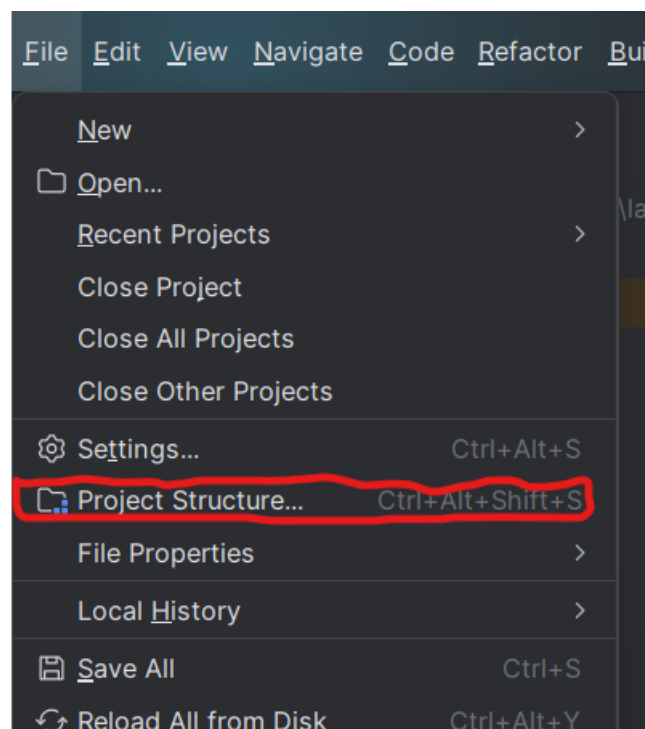 File Edit View Navigate Code Refactor Bui
New
Open...
\la
Recent Projects
Close Project
Close All Projects
Close Other Projects
Settings... Ctrl+Alt+S
Project Structure... Ctrl+Alt+Shift+S
File Properties
Local History
Save All Ctrl+S
Reload All from Disk Ctrl+Alt+Y